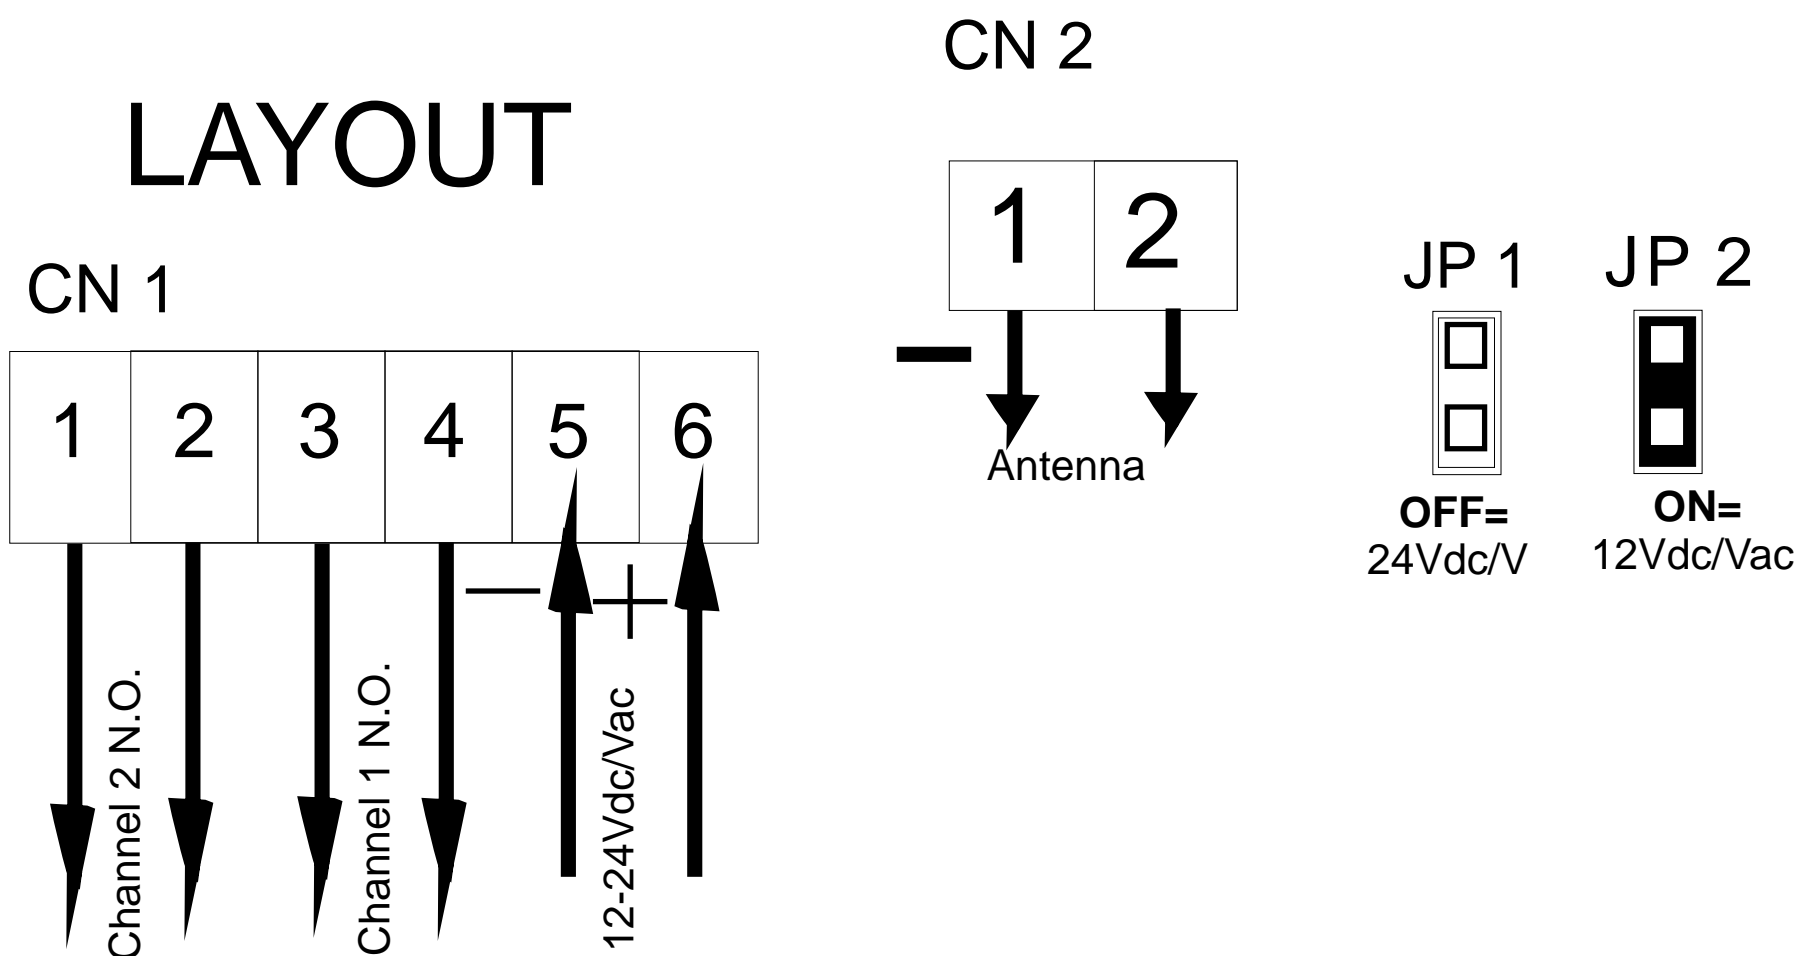 LAYOUT
CN 1
1 2 3 4 5 6
Channel 2 N.O.
Channel 1 N.O.
− +
12-24Vdc/Vac
CN 2
1 2
−
Antenna
JP 1
OFF=
24Vdc/V
JP 2
ON=
12Vdc/Vac